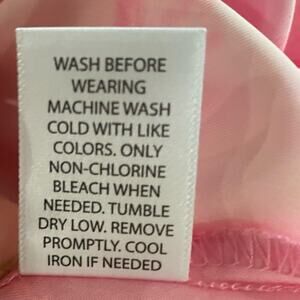 WASH BEFORE
WEARING
MACHINE WASH
COLD WITH LIKE
COLORS. ONLY
NON-CHLORINE
BLEACH WHEN
NEEDED. TUMBLE
DRY LOW. REMOVE
PROMPTLY. COOL
IRON IF NEEDED